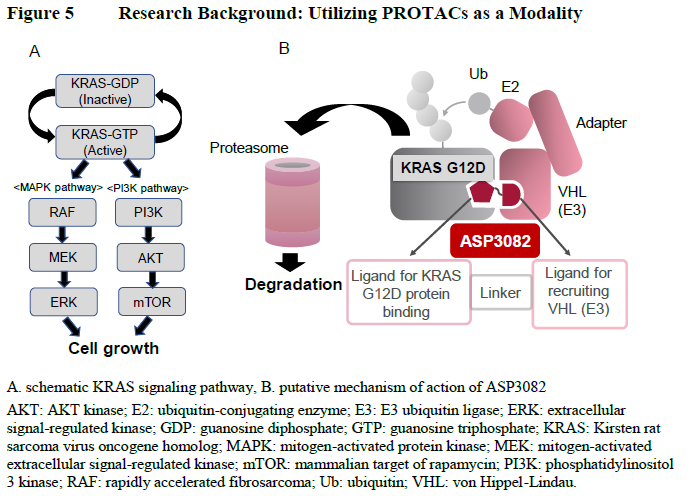 Figure 5 Research Background: Utilizing PROTACs as a Modality
A
KRAS-GDP
(Inactive)
KRAS-GTP
(Active)
<MAPK pathway>
<PI3K pathway>
RAF
PI3K
MEK
AKT
ERK
mTOR
Cell growth
B
Ub
E2
Adapter
Proteasome
KRAS G12D
VHL
(E3)
ASP3082
Degradation
Ligand for KRAS
G12D protein
binding
Linker
Ligand for
recruiting
VHL (E3)
A. schematic KRAS signaling pathway, B. putative mechanism of action of ASP3082
AKT: AKT kinase; E2: ubiquitin-conjugating enzyme; E3: E3 ubiquitin ligase; ERK: extracellular
signal-regulated kinase; GDP: guanosine diphosphate; GTP: guanosine triphosphate; KRAS: Kirsten rat
sarcoma virus oncogene homolog; MAPK: mitogen-activated protein kinase; MEK: mitogen-activated
extracellular signal-regulated kinase; mTOR: mammalian target of rapamycin; PI3K: phosphatidylinositol
3 kinase; RAF: rapidly accelerated fibrosarcoma; Ub: ubiquitin; VHL: von Hippel-Lindau.